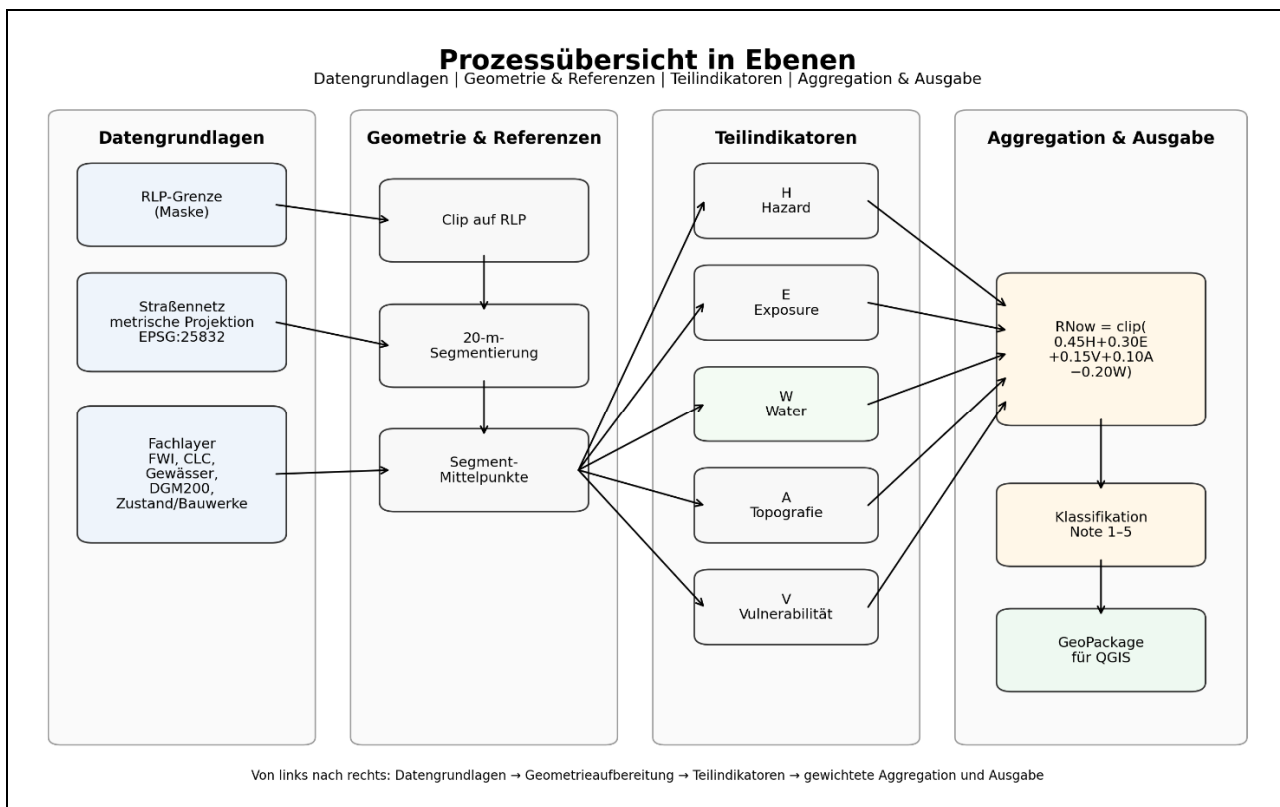 Prozessübersicht in Ebenen
Datengrundlagen | Geometrie & Referenzen | Teilindikatoren | Aggregation & Ausgabe
Datengrundlagen
RLP-Grenze
(Maske)
Straßennetz
metrische Projektion
EPSG:25832
Fachlayer
FWI, CLC,
Gewässer,
DGM200,
Zustand/Bauwerke
Geometrie & Referenzen
Clip auf RLP
20-m-
Segmentierung
Segment-
Mittelpunkte
Teilindikatoren
H
Hazard
E
Exposure
W
Water
A
Topografie
V
Vulnerabilität
Aggregation & Ausgabe
RNow = clip(
0.45H+0.30E
+0.15V+0.10A
−0.20W)
Klassifikation
Note 1–5
GeoPackage
für QGIS
Von links nach rechts: Datengrundlagen → Geometrieaufbereitung → Teilindikatoren → gewichtete Aggregation und Ausgabe